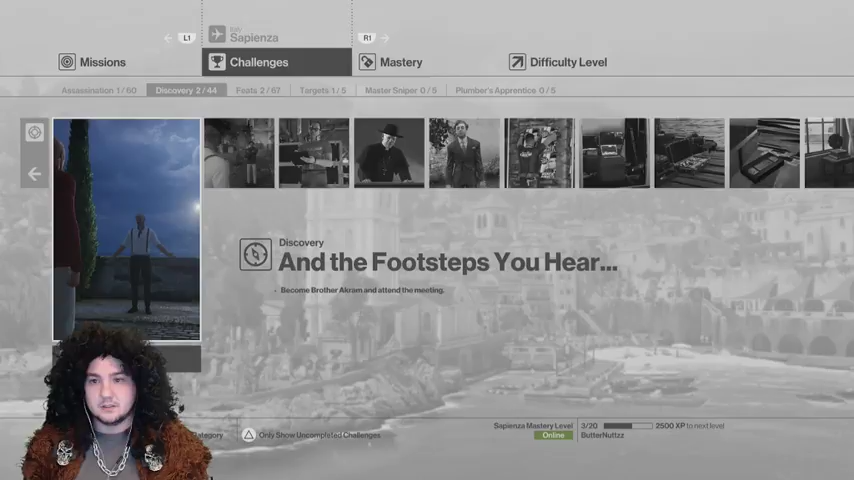 Italy
Sapienza
L1
R1
Missions
Challenges
Mastery
Difficulty Level
Assassination 1/60
Discovery 2/44
Feats 2/67
Targets 1/5
Master Sniper 0/5
Plumber's Apprentice 0/5
Discovery
And the Footsteps You Hear...
- Become Brother Akram and attend the meeting.
Category
Only Show Uncompleted Challenges
Sapienza Mastery Level
3/20
2500 XP to next level
Online
ButterNuttzz